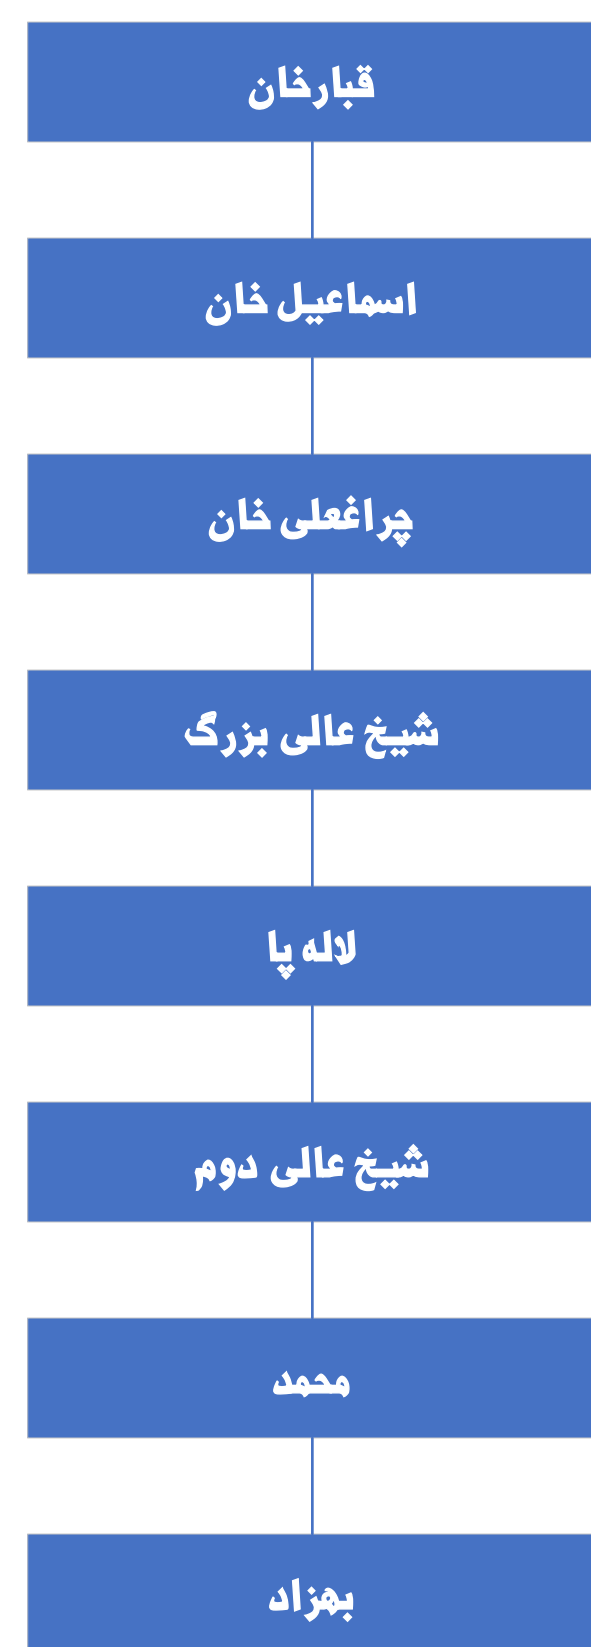 قبارخان
اسماعیل خان
چراغعلی خان
شیخ عالی بزرگ
لاله پا
شیخ عالی دوم
محمد
بهزاد